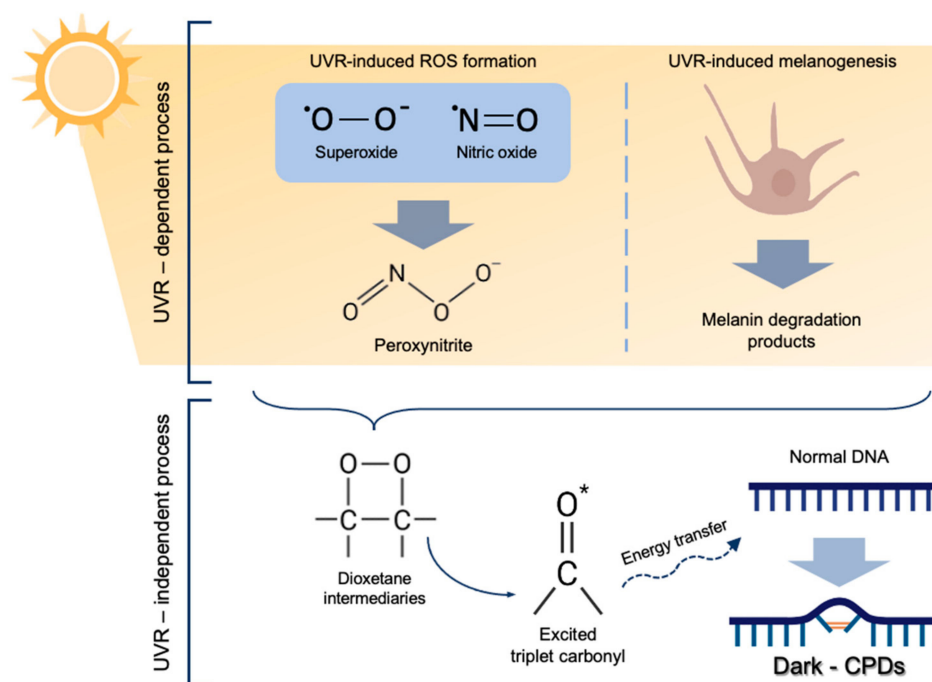 UVR – dependent process
UVR-induced ROS formation
•O — O⁻
Superoxide
•N═O
Nitric oxide
N
O
O
O⁻
Peroxynitrite
UVR-induced melanogenesis
Melanin degradation
products
UVR – independent process
O — O
— C — C —
Dioxetane
intermediaries
O*
C
Excited
triplet carbonyl
Energy transfer
Normal DNA
Dark - CPDs